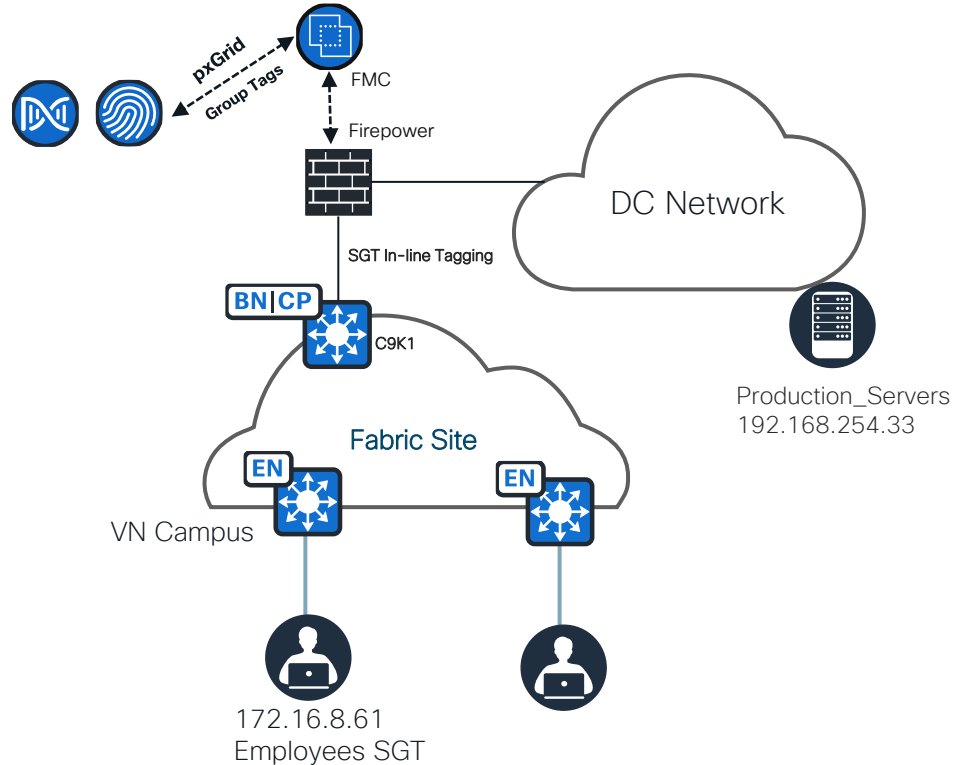 pxGrid
Group Tags
FMC
Firepower
DC Network
SGT In-line Tagging
BN|CP
C9K1
Production_Servers
192.168.254.33
Fabric Site
EN
EN
VN Campus
172.16.8.61
Employees SGT